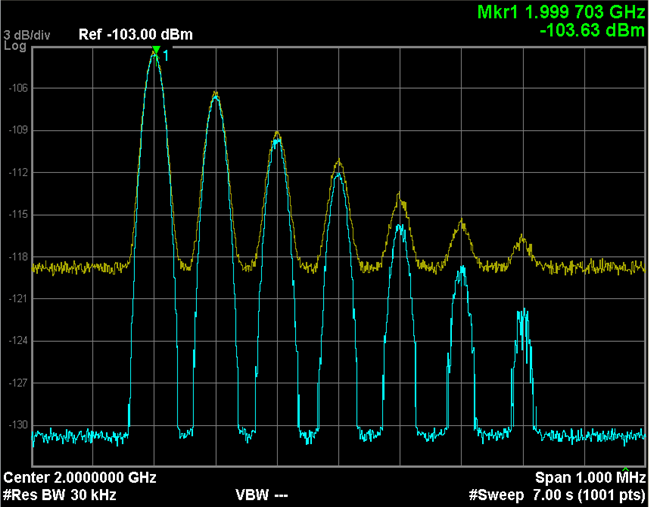 Mkr1 1.999 703 GHz
-103.63 dBm
3 dB/div
Ref -103.00 dBm
Log
1
-106
-109
-112
-115
-118
-121
-124
-127
-130
Center 2.0000000 GHz
Span 1.000 MHz
#Res BW 30 kHz
VBW ---
#Sweep 7.00 s (1001 pts)